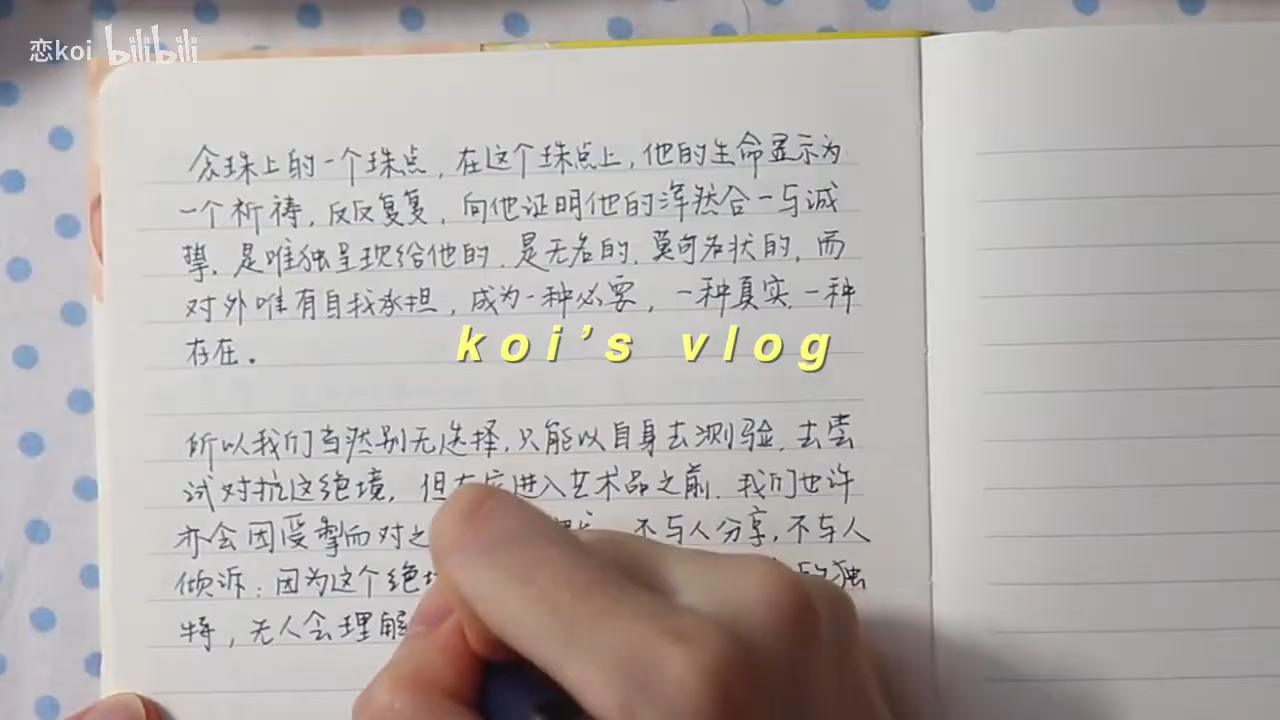 恋koi bilibili
念珠上的一个珠点，在这个珠点上，他的生命显示为
一个祈祷，反反复复，向他证明他的浑然合一与诚
挚，是唯独呈现给他的，是无名的，莫可名状的，而
对外唯有自我承担，成为一种必要，一种真实，一种
存在。
koi's vlog
所以我们当然别无选择，只能以自身去测验，去尝
试对抗这绝境，但在进入艺术品之前，我们也许
亦会因受挚而对之 不与人分享，不与人
倾诉：因为这个绝 的独
特，无人会理解